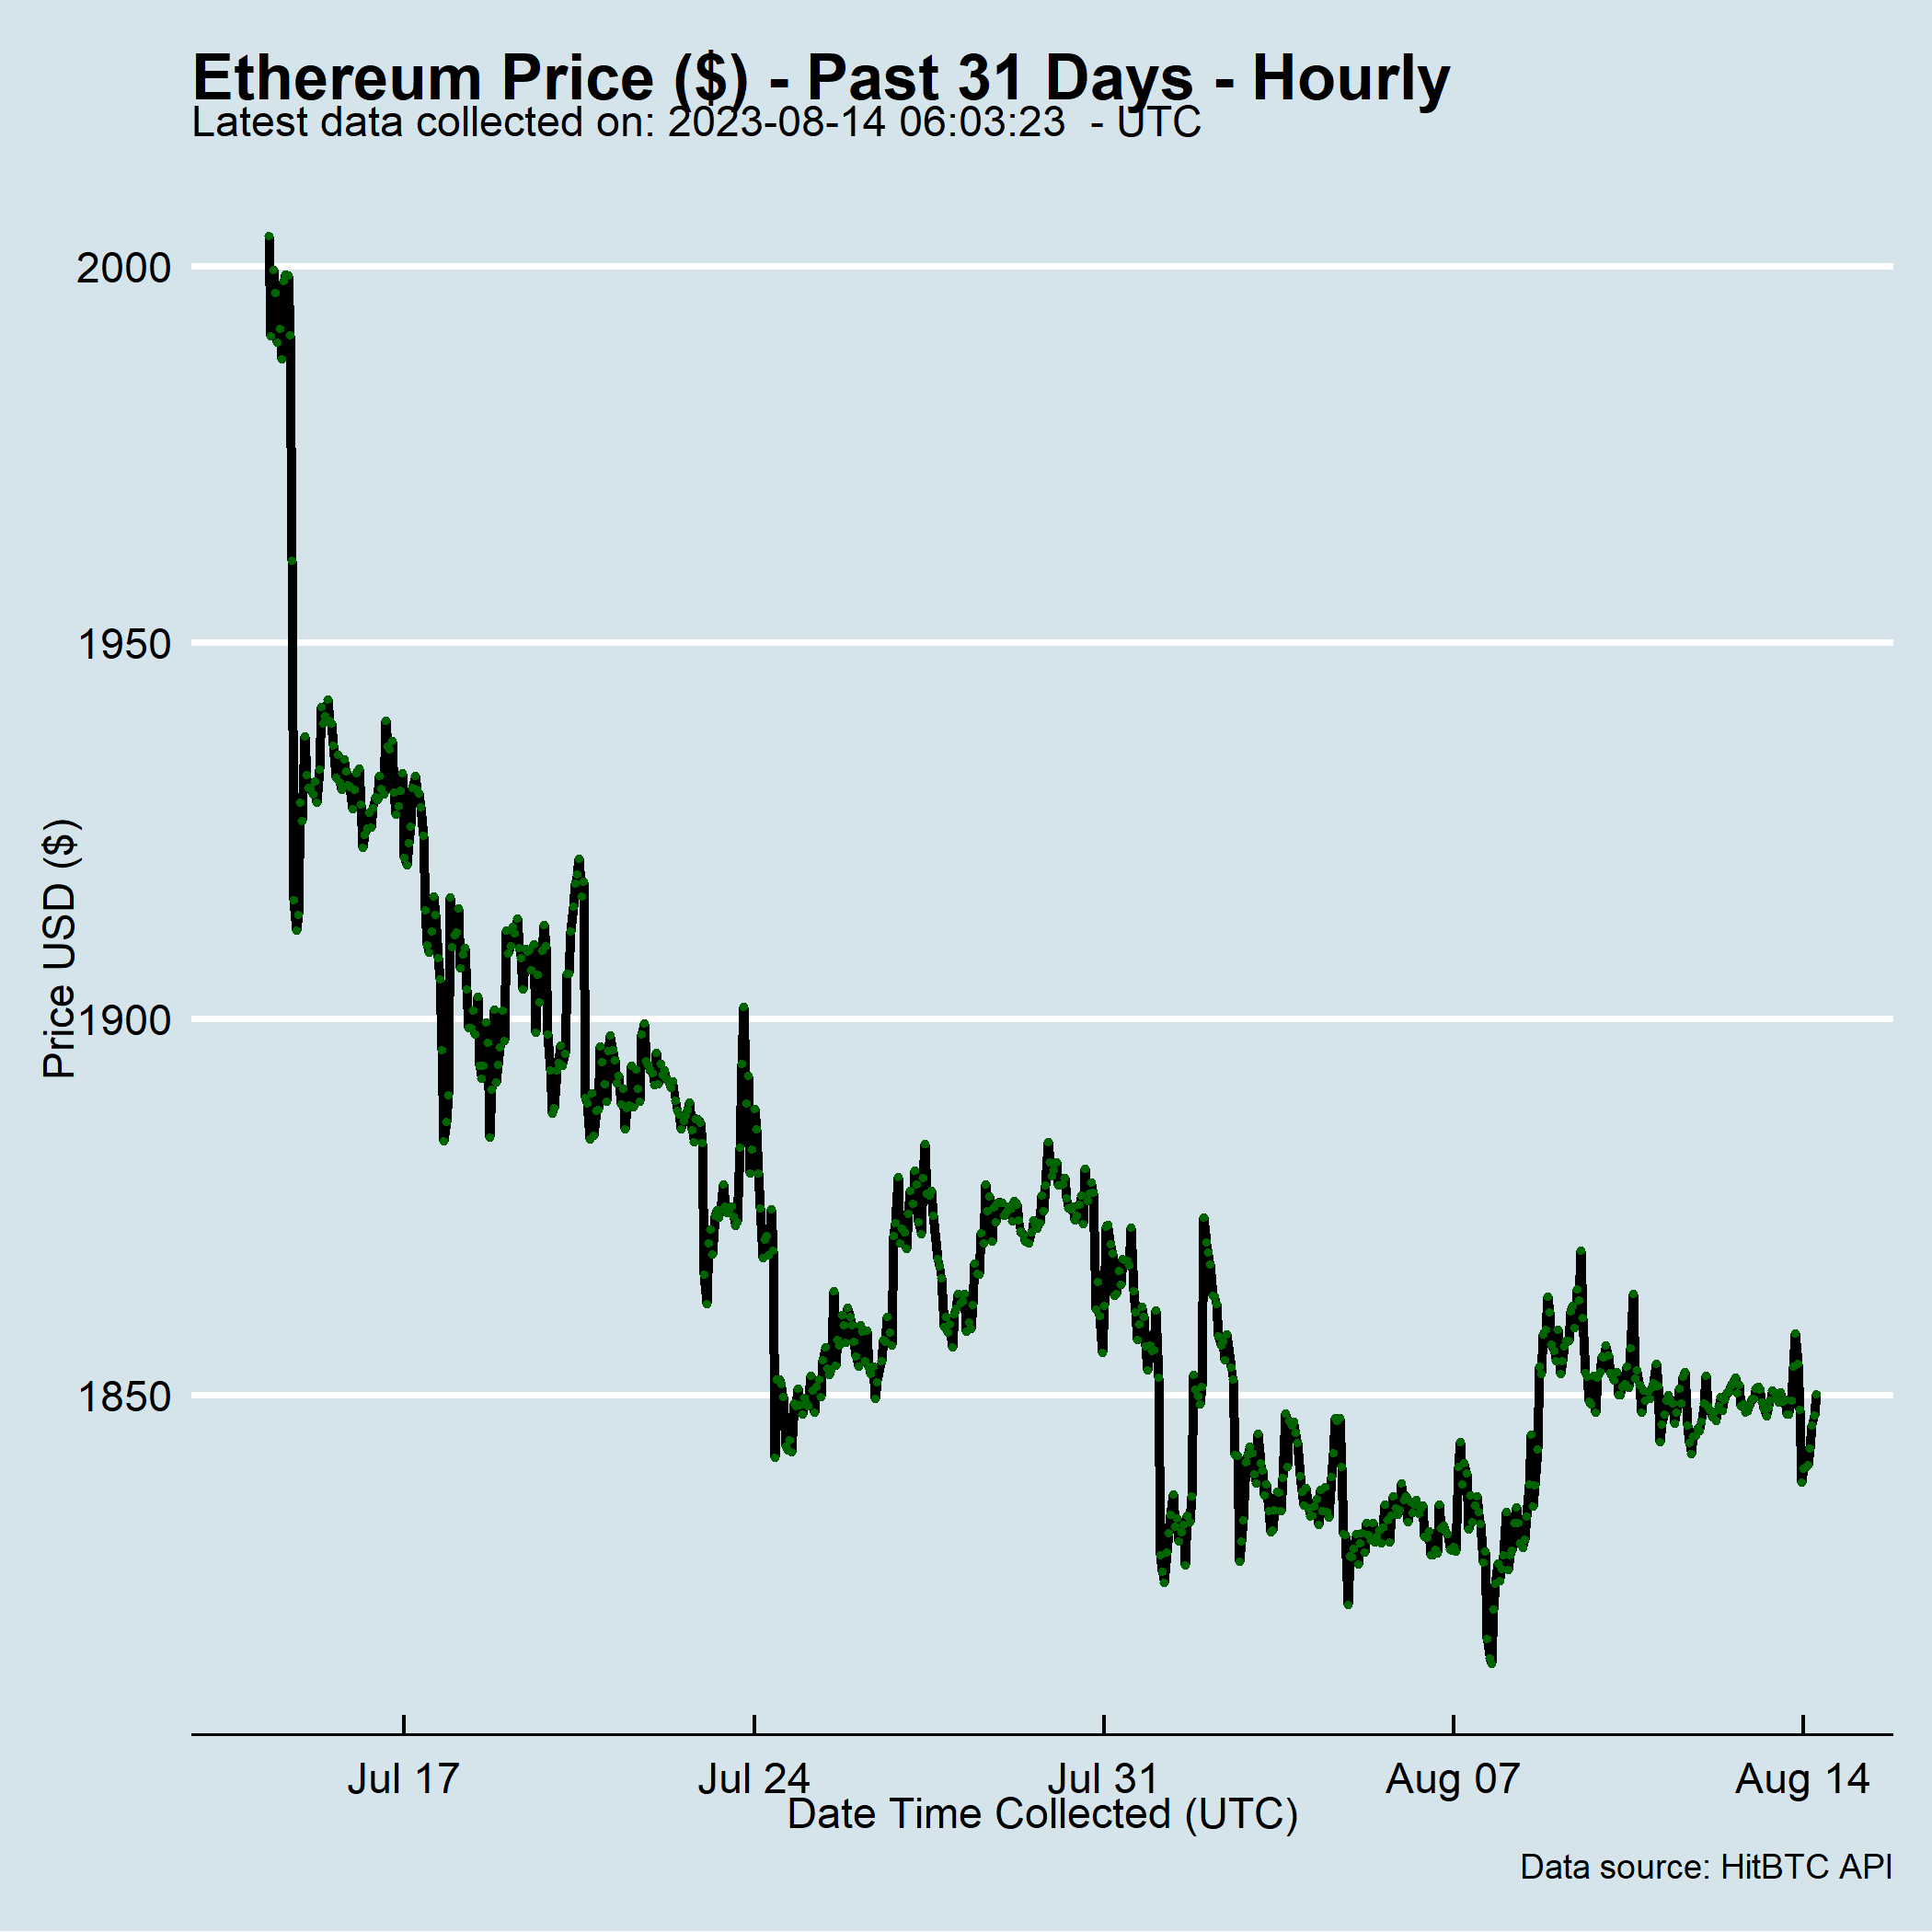 Ethereum Price ($) - Past 31 Days - Hourly
Latest data collected on: 2023-08-14 06:03:23  - UTC
2000
1950
1900
1850
Price USD ($)
Jul 17
Jul 24
Jul 31
Aug 07
Aug 14
Date Time Collected (UTC)
Data source: HitBTC API